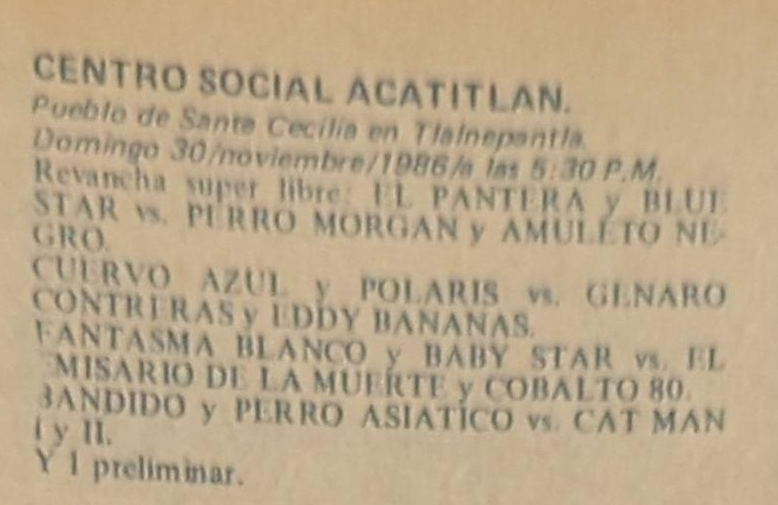 CENTRO SOCIAL ACATITLAN.
Pueblo de Santa Cecilia en Tlalnepantla.
Domingo 30/noviembre/1986/a las 5:30 P.M.
Revancha super libre: EL PANTERA y BLUE
STAR vs. PERRO MORGAN y AMULETO NE-
GRO.
CUERVO AZUL y POLARIS vs. GENARO
CONTRERAS y EDDY BANANAS.
FANTASMA BLANCO y BABY STAR vs. EL
EMISARIO DE LA MUERTE y COBALTO 80.
BANDIDO y PERRO ASIATICO vs. CAT MAN
I y II.
Y 1 preliminar.